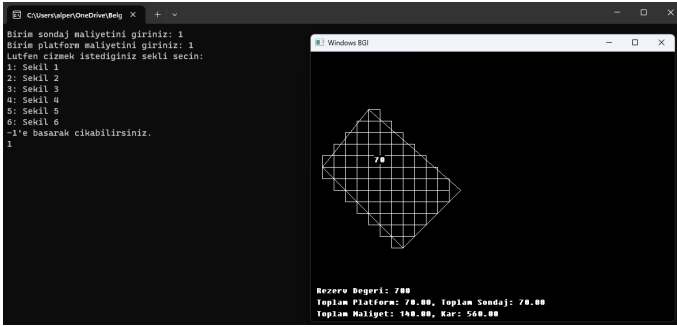 C:\Users\alper\OneDrive\Belg
Birim sondaj maliyetini giriniz: 1
Birim platform maliyetini giriniz: 1
Lutfen cizmek istediginiz sekli secin:
1: Sekil 1
2: Sekil 2
3: Sekil 3
4: Sekil 4
5: Sekil 5
6: Sekil 6
-1'e basarak cikabilirsiniz.
1
Windows BGI
70
Rezerv Degeri: 700
Toplam Platform: 70.00, Toplam Sondaj: 70.00
Toplam Maliyet: 140.00, Kar: 560.00